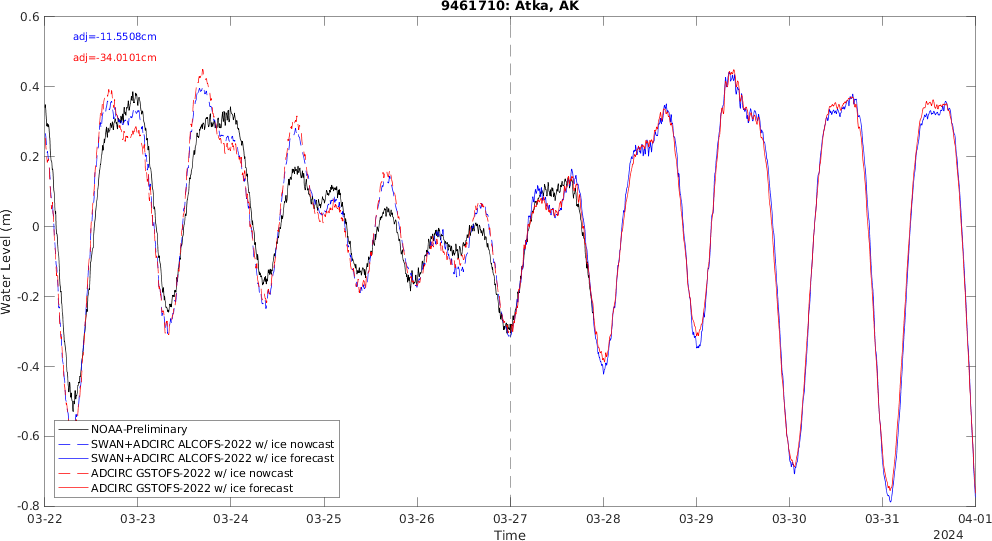 9461710: Atka, AK
adj=-11.5508cm
adj=-34.0101cm
Water Level (m)
0.6
0.4
0.2
0
-0.2
-0.4
-0.6
-0.8
NOAA-Preliminary
SWAN+ADCIRC ALCOFS-2022 w/ ice nowcast
SWAN+ADCIRC ALCOFS-2022 w/ ice forecast
ADCIRC GSTOFS-2022 w/ ice nowcast
ADCIRC GSTOFS-2022 w/ ice forecast
03-22 03-23 03-24 03-25 03-26 03-27 03-28 03-29 03-30 03-31 04-01
Time
2024